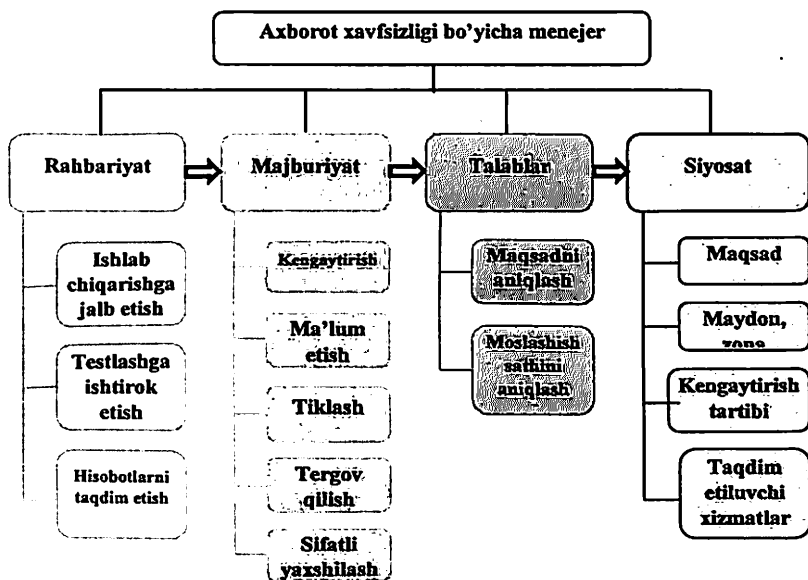 Axborot xavfsizligi bo'yicha menejer
Rahbariyat
Majburiyat
Talablar
Siyosat
Ishlab
chiqarishga
jalb etish
Testlashga
ishtirok
etish
Hisobotlarni
taqdim etish
Kengaytirish
Ma'lum
etish
Tiklash
Tergov
qilish
Sifatli
yaxshilash
Maqsadni
aniqlash
Moslashish
sathini
aniqlash
Maqsad
Maydon,
zona
Kengaytirish
tartibi
Taqdim
etiluvchi
xizmatlar